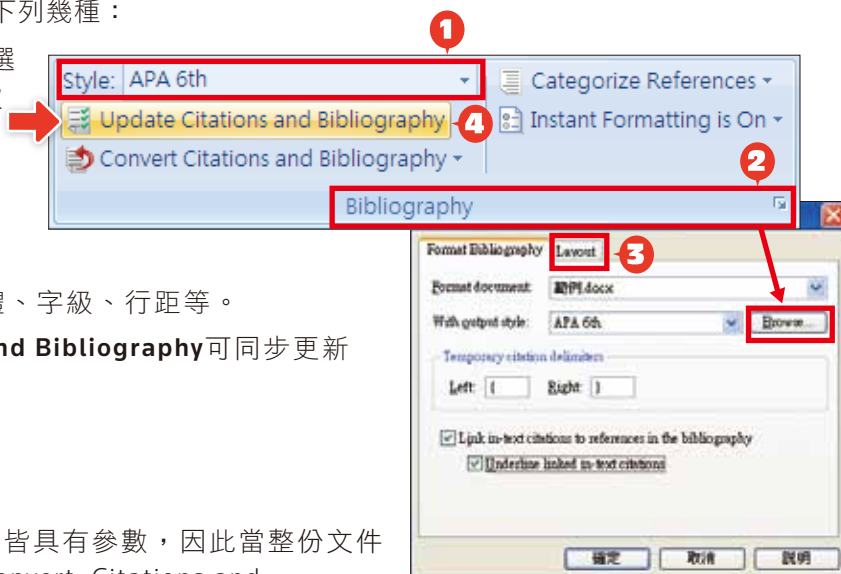 下列幾種：
選
1
Style: APA 6th
Categorize References
Update Citations and Bibliography
4
Instant Formatting is On
Convert Citations and Bibliography
2
Bibliography
Format Bibliography
Layout
3
Format document:
範例.docx
With output style:
APA 6th
Browse...
Temporary citation delimiters
Left: {
Right: }
Link in-text citations to references in the bibliography
Underline linked in-text citations
確定
取消
説明
、字級、行距等。
nd Bibliography可同步更新
皆具有參數，因此當整份文件